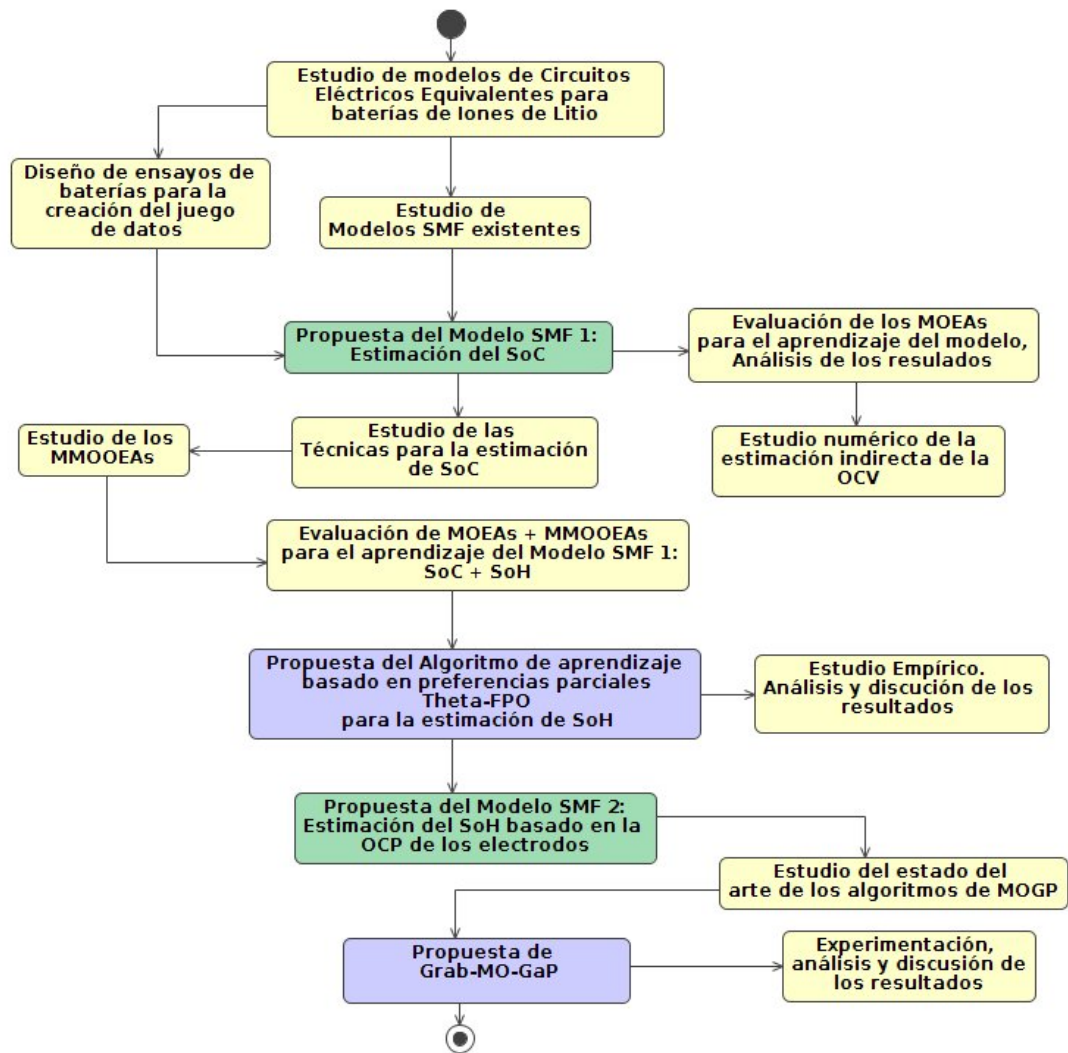 Estudio de modelos de Circuitos
Eléctricos Equivalentes para
baterías de Iones de Litio
Diseño de ensayos de
baterías para la
creación del juego
de datos
Estudio de
Modelos SMF existentes
Propuesta del Modelo SMF 1:
Estimación del SoC
Evaluación de los MOEAs
para el aprendizaje del modelo,
Análisis de los resulados
Estudio de las
Técnicas para la estimación
de SoC
Estudio de los
MMOOEAs
Estudio numérico de la
estimación indirecta de la
OCV
Evaluación de MOEAs + MMOOEAs
para el aprendizaje del Modelo SMF 1:
SoC + SoH
Propuesta del Algoritmo de aprendizaje
basado en preferencias parciales
Theta-FPO
para la estimación de SoH
Estudio Empírico.
Análisis y discución de los
resultados
Propuesta del Modelo SMF 2:
Estimación del SoH basado en la
OCP de los electrodos
Estudio del estado del
arte de los algoritmos de MOGP
Propuesta de
Grab-MO-GaP
Experimentación,
análisis y discusión de
los resultados